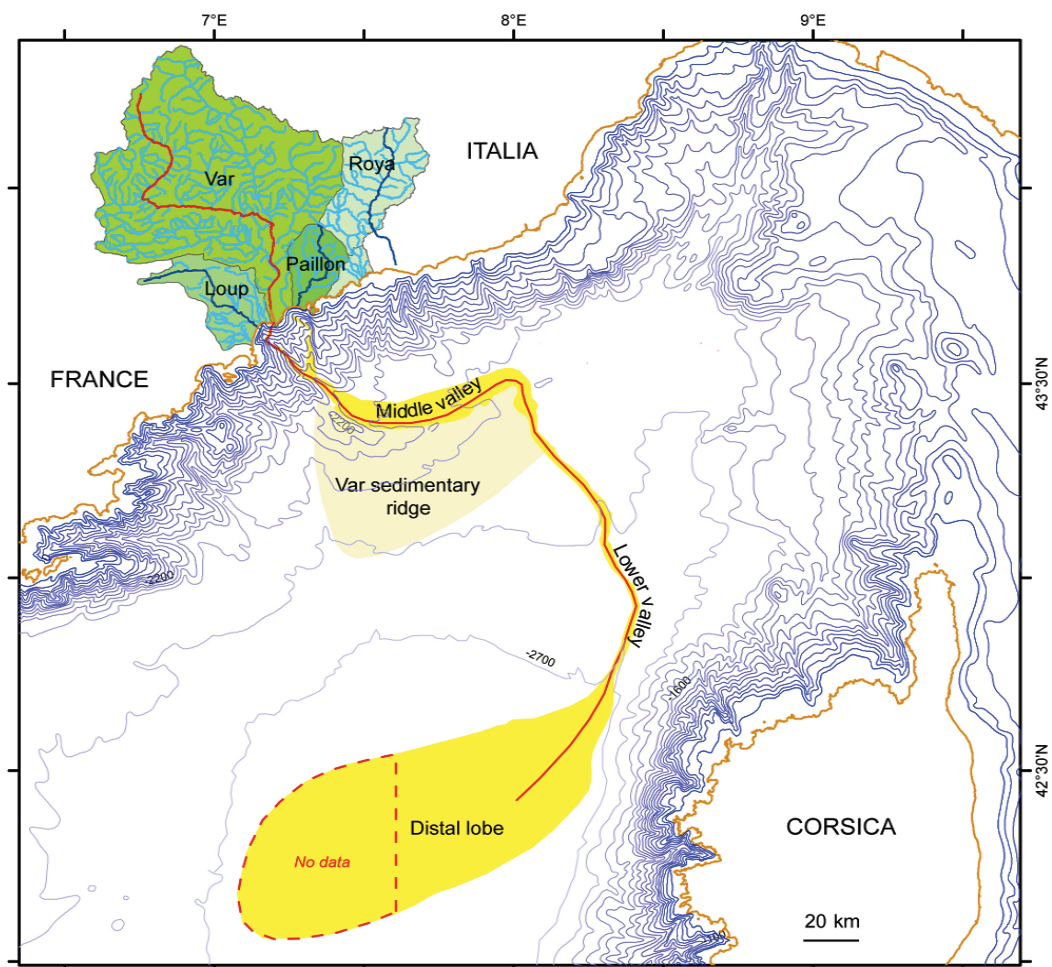 7°E
8°E
9°E
ITALIA
Roya
Var
Paillon
Loup
FRANCE
43°30'N
Middle valley
-2200
Var sedimentary
ridge
Lower valley
-2200
-2700
-1600
42°30'N
Distal lobe
CORSICA
No data
20 km